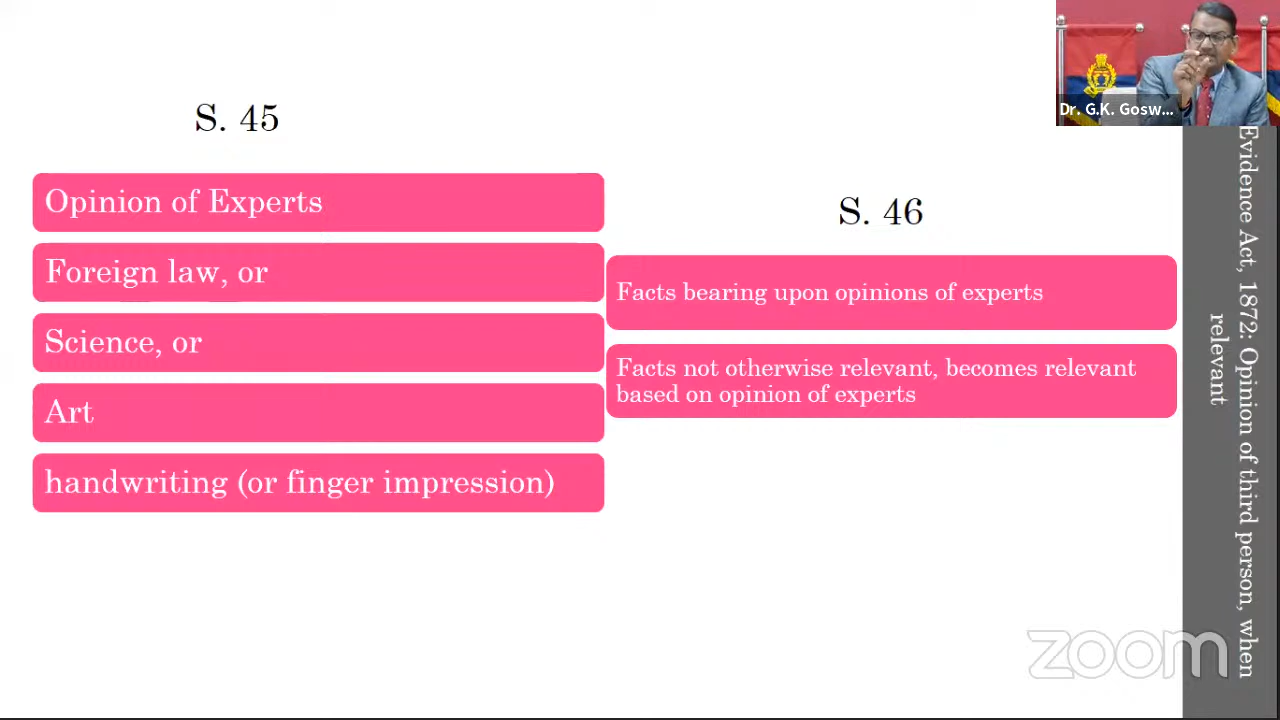 S. 45
Opinion of Experts
Foreign law, or
Science, or
Art
handwriting (or finger impression)
S. 46
Facts bearing upon opinions of experts
Facts not otherwise relevant, becomes relevant
based on opinion of experts
Dr. G.K. Gosw...
Evidence Act, 1872: Opinion of third person, when
relevant
zoom